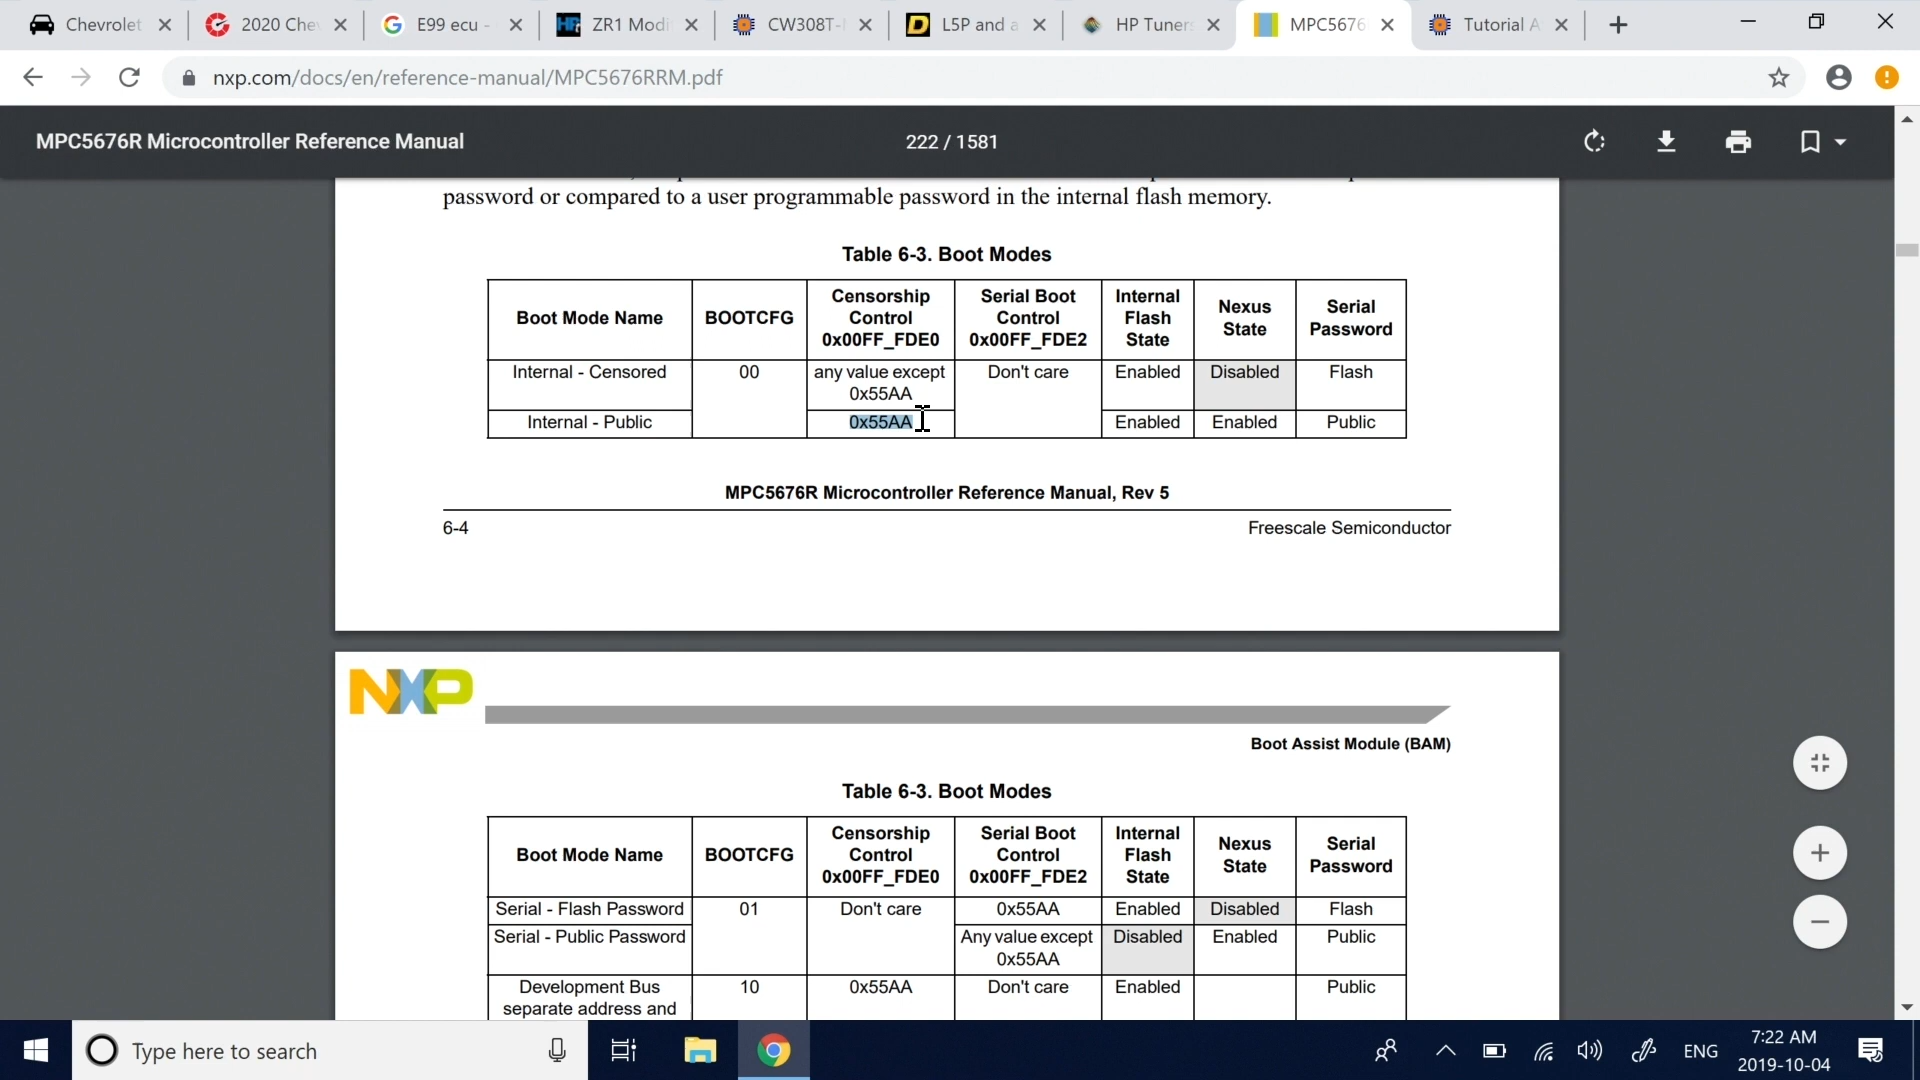 Chevrolet
2020 Che
E99 ecu -
HP
ZR1 Modi
CW308T-
D
L5P and a
HP Tuners
MPC5676
Tutorial A
nxp.com/docs/en/reference-manual/MPC5676RRM.pdf
MPC5676R Microcontroller Reference Manual
222 / 1581
password or compared to a user programmable password in the internal flash memory.
Table 6-3. Boot Modes
Boot Mode Name BOOTCFG Censorship Control 0x00FF_FDE0 Serial Boot Control 0x00FF_FDE2 Internal Flash State Nexus State Serial Password
Internal - Censored 00 any value except 0x55AA Don't care Enabled Disabled Flash
Internal - Public 0x55AA Enabled Enabled Public
MPC5676R Microcontroller Reference Manual, Rev 5
6-4 Freescale Semiconductor
NXP
Boot Assist Module (BAM)
Table 6-3. Boot Modes
Boot Mode Name BOOTCFG Censorship Control 0x00FF_FDE0 Serial Boot Control 0x00FF_FDE2 Internal Flash State Nexus State Serial Password
Serial - Flash Password 01 Don't care 0x55AA Enabled Disabled Flash
Serial - Public Password Any value except 0x55AA Disabled Enabled Public
Development Bus 10 0x55AA Don't care Enabled Public
separate address and
Type here to search
ENG
7:22 AM
2019-10-04